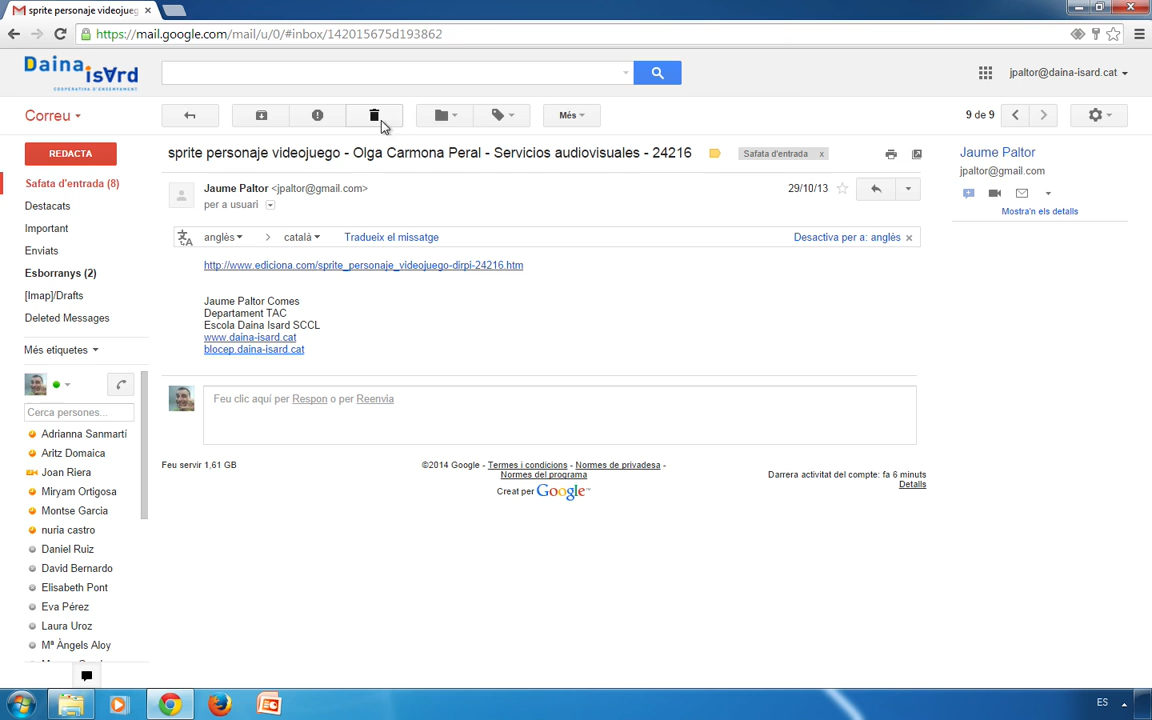 sprite personaje videojueg
https://mail.google.com/mail/u/0/#inbox/142015675d193862
Daina isard
COOPERATIVA D'ENSENYAMENT
jpaltor@daina-isard.cat
Correu
Més
9 de 9
REDACTA
sprite personaje videojuego - Olga Carmona Peral - Servicios audiovisuales - 24216
Safata d'entrada x
Jaume Paltor
jpaltor@gmail.com
Mostra'n els detalls
Safata d'entrada (8)
Destacats
Important
Enviats
Esborranys (2)
[Imap]/Drafts
Deleted Messages
Més etiquetes
Jaume Paltor <jpaltor@gmail.com>
per a usuari
29/10/13
anglès > català Tradueix el missatge
Desactiva per a: anglès x
http://www.ediciona.com/sprite_personaje_videojuego-dirpi-24216.htm
Jaume Paltor Comes
Departament TAC
Escola Daina Isard SCCL
www.daina-isard.cat
blocep.daina-isard.cat
Feu clic aquí per Respon o per Reenvia
Feu servir 1,61 GB
©2014 Google - Termes i condicions - Normes de privadesa -
Normes del programa
Creat per Google™
Darrera activitat del compte: fa 6 minuts
Detalls
Cerca persones...
Adrianna Sanmartí
Aritz Domaica
Joan Riera
Miryam Ortigosa
Montse Garcia
nuria castro
Daniel Ruiz
David Bernardo
Elisabeth Pont
Eva Pérez
Laura Uroz
Mª Àngels Aloy
ES